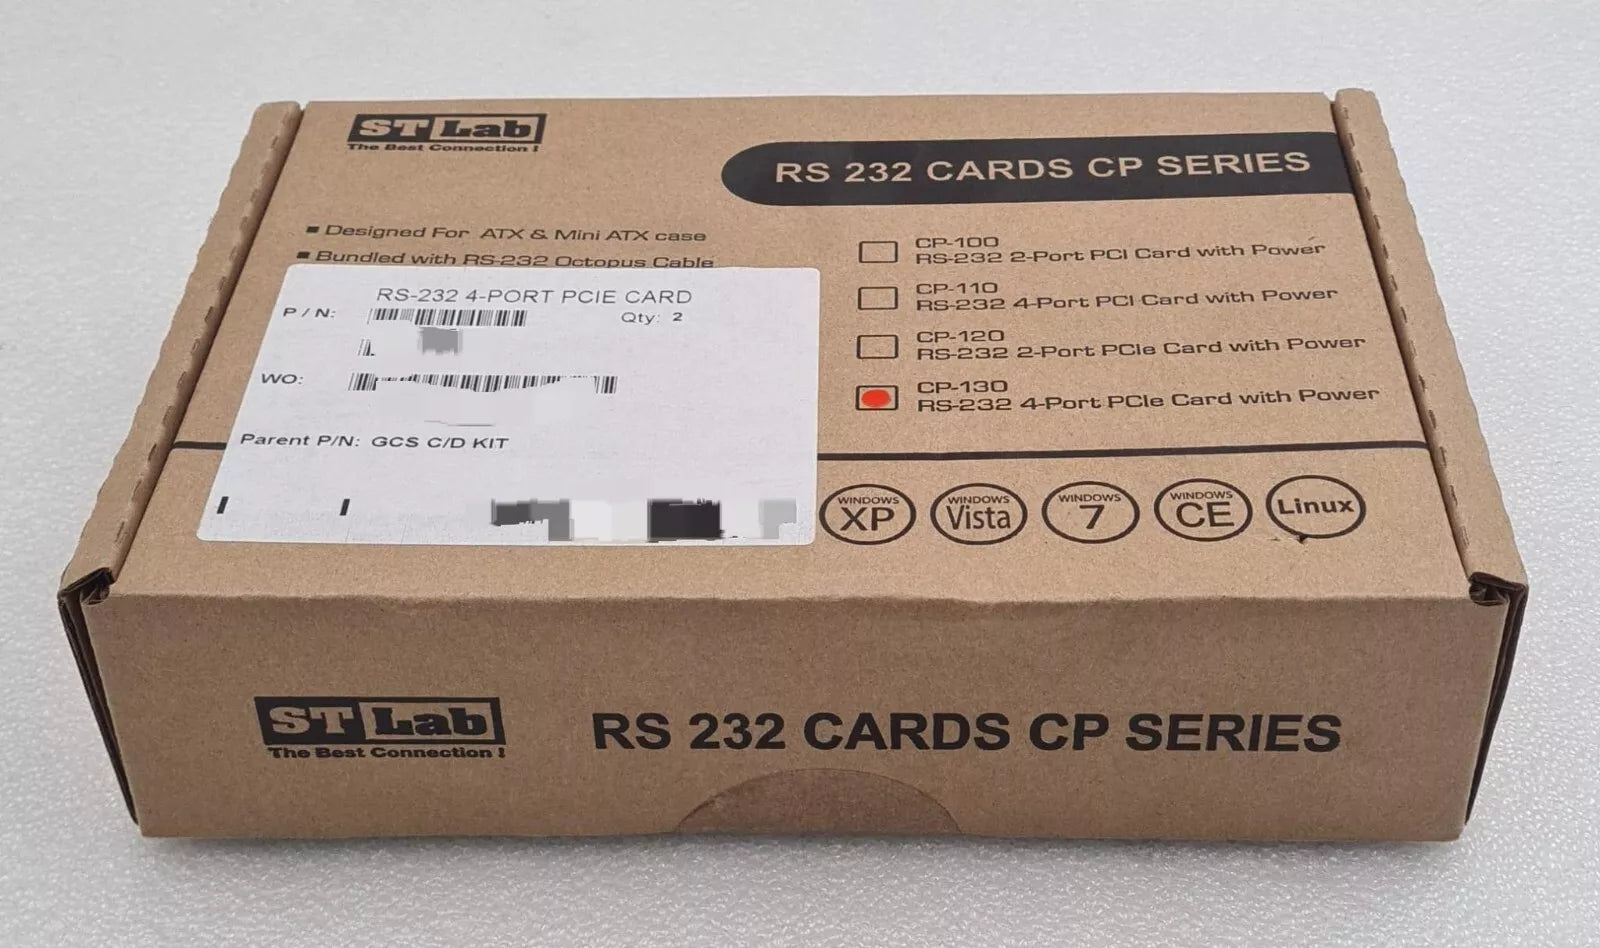 ST Lab
The Best Connection !
RS 232 CARDS CP SERIES
■ Designed For ATX & Mini ATX case
■ Bundled with RS-232 Octopus Cable
RS-232 4-PORT PCIE CARD
P/N:
Qty: 2
WO:
Parent P/N: GCS C/D KIT
CP-100
RS-232 2-Port PCI Card with Power
CP-110
RS-232 4-Port PCI Card with Power
CP-120
RS-232 2-Port PCIe Card with Power
CP-130
RS-232 4-Port PCIe Card with Power
WINDOWS
XP
WINDOWS
Vista
WINDOWS
7
WINDOWS
CE
Linux
ST Lab
The Best Connection !
RS 232 CARDS CP SERIES